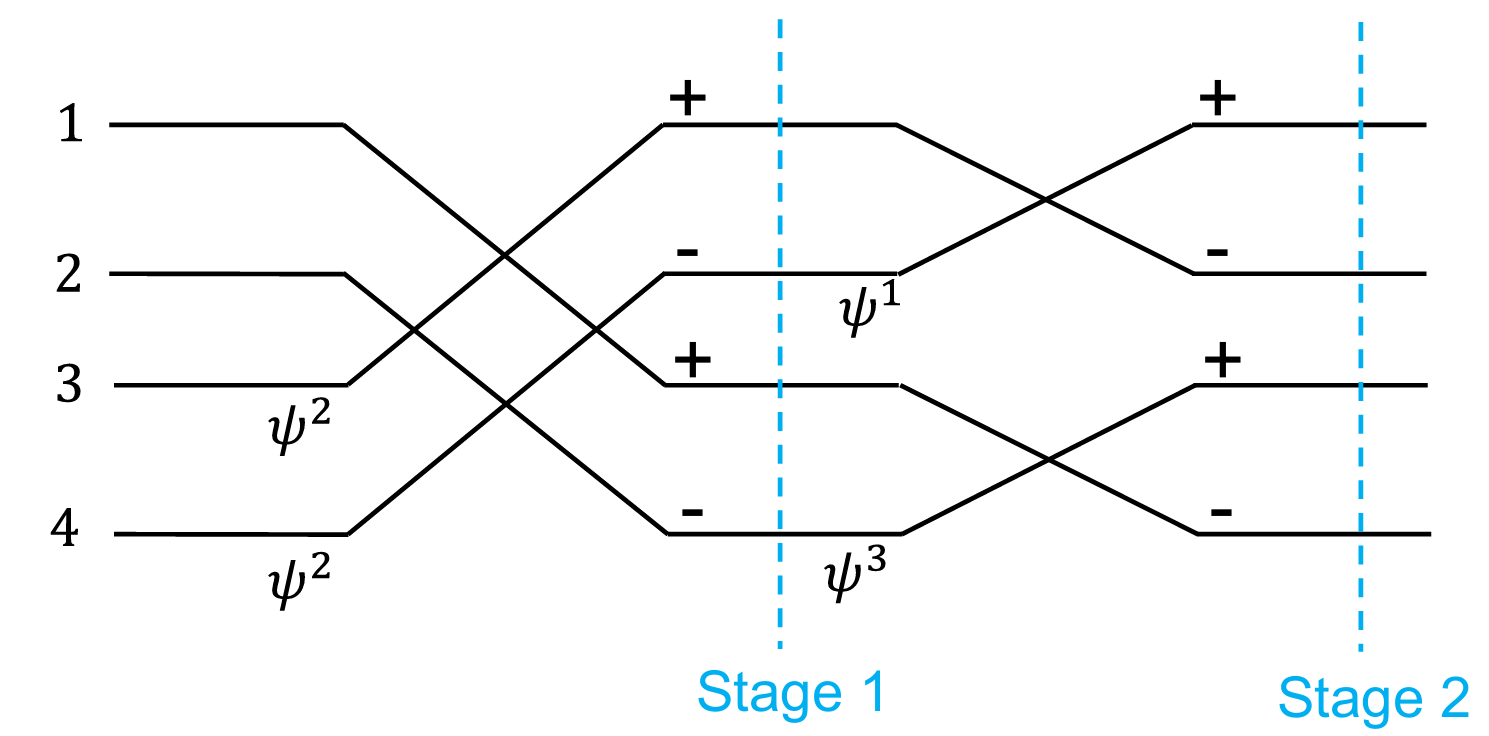 1 + +
2 - -
ψ¹
3 + +
ψ²
4 - -
ψ² ψ³
Stage 1 Stage 2